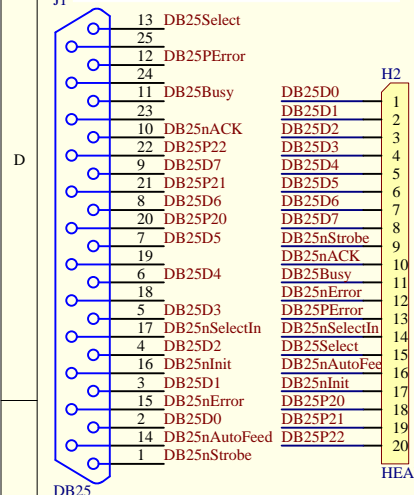 J1
13 DB25Select
25
12 DB25PError
24
11 DB25Busy
23
10 DB25nACK
22 DB25P22
9 DB25D7
21 DB25P21
8 DB25D6
20 DB25P20
7 DB25D5
19
6 DB25D4
18
5 DB25D3
17 DB25nSelectIn
4 DB25D2
16 DB25nInit
3 DB25D1
15 DB25nError
2 DB25D0
14 DB25nAutoFeed
1 DB25nStrobe
DB25
D
H2
DB25D0 1
DB25D1 2
DB25D2 3
DB25D3 4
DB25D4 5
DB25D5 6
DB25D6 7
DB25D7 8
DB25nStrobe 9
DB25nACK 10
DB25Busy 11
DB25nError 12
DB25PError 13
DB25nSelectIn 14
DB25Select 15
DB25nAutoFee 16
DB25nInit 17
DB25P20 18
DB25P21 19
DB25P22 20
HEA